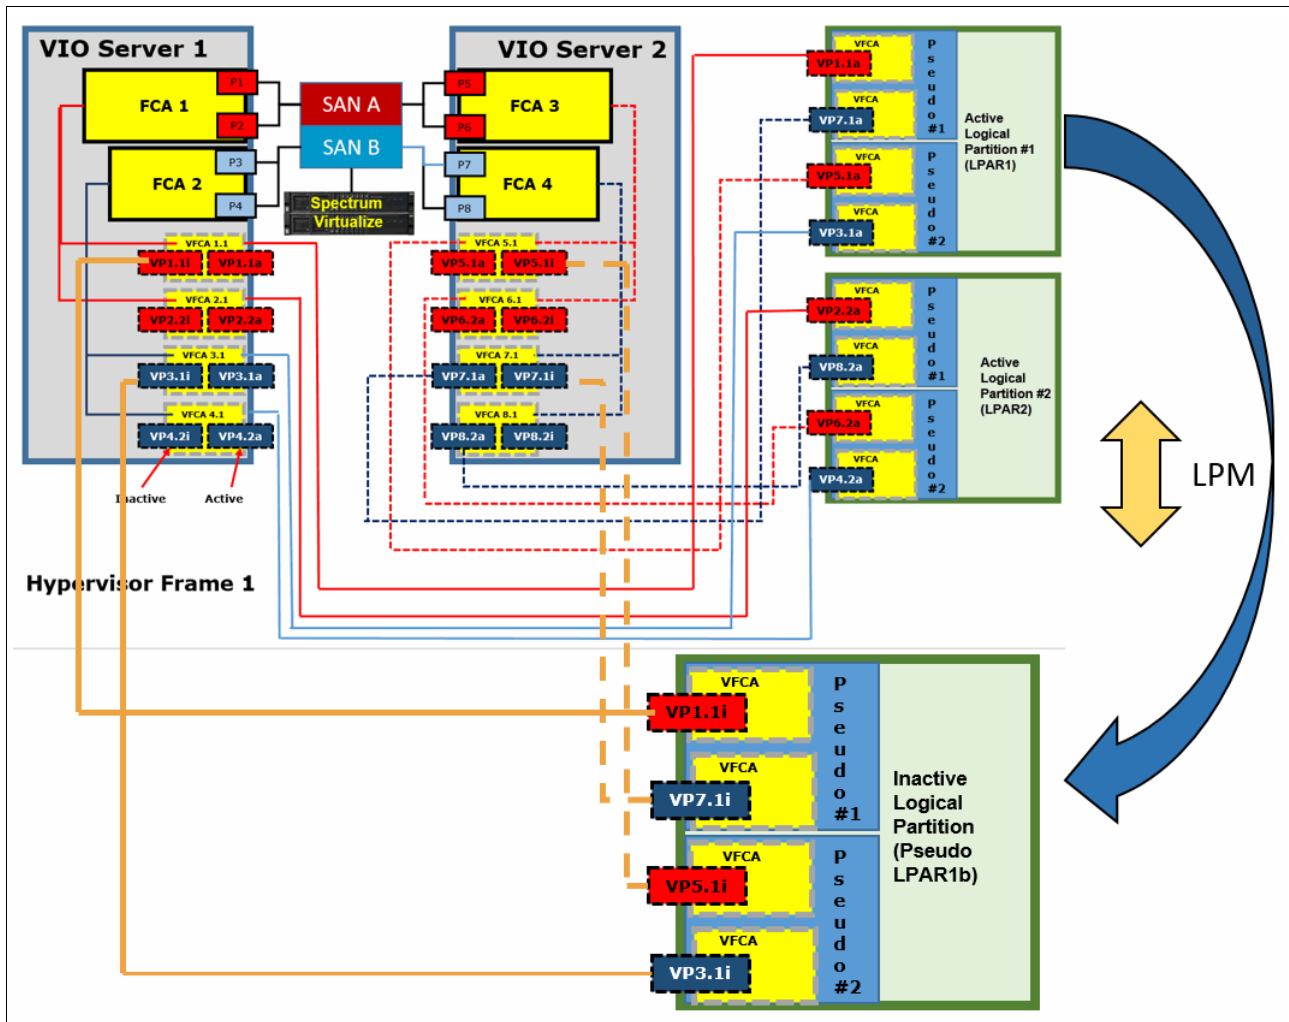 VIO Server 1
FCA 1
P1
P2
FCA 2
P3
P4
VFCA 1.1
VP1.1i VP1.1a
VFCA 2.1
VP2.2i VP2.2a
VFCA 3.1
VP3.1i VP3.1a
VFCA 4.1
VP4.2i VP4.2a
Inactive Active
SAN A
SAN B
Spectrum
Virtualize
VIO Server 2
P5
P6
FCA 3
P7
P8
FCA 4
VFCA 5.1
VP5.1a VP5.1i
VFCA 6.1
VP6.2a VP6.2i
VFCA 7.1
VP7.1a VP7.1i
VFCA 8.1
VP8.2a VP8.2i
Hypervisor Frame 1
VFCA
VP1.1a
VFCA
VP7.1a
Pseudo
#1
VFCA
VP5.1a
VFCA
VP3.1a
Pseudo
#2
Active
Logical
Partition #1
(LPAR1)
VFCA
VP2.2a
VFCA
VP8.2a
Pseudo
#1
VFCA
VP6.2a
VFCA
VP4.2a
Pseudo
#2
Active
Logical
Partition #2
(LPAR2)
LPM
VFCA
VP1.1i
VFCA
VP7.1i
Pseudo
#1
VFCA
VP5.1i
VFCA
VP3.1i
Pseudo
#2
Inactive
Logical
Partition
(Pseudo
LPAR1b)